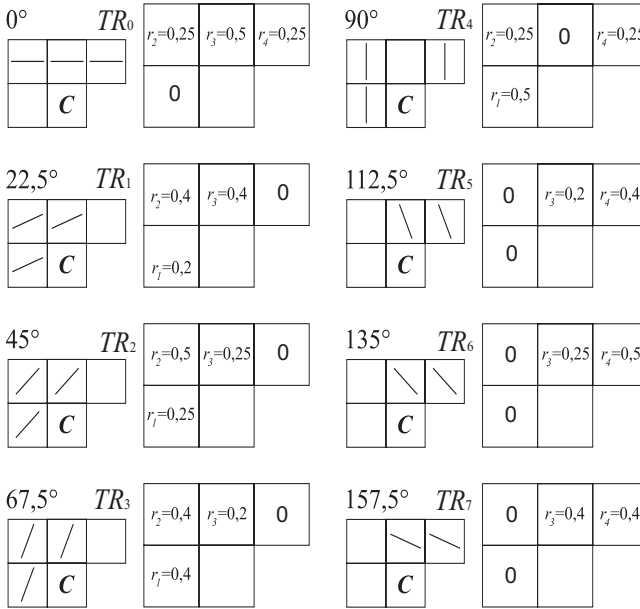 0° TR₀ r₂=0,25 r₃=0,5 r₄=0,25 90° TR₄ r₂=0,25 0 r₄=0,25
C 0 C r₁=0,5
22,5° TR₁ r₂=0,4 r₃=0,4 0 112,5° TR₅ 0 r₃=0,2 r₄=0,4
C r₁=0,2 C 0
45° TR₂ r₂=0,5 r₃=0,25 0 135° TR₆ 0 r₃=0,25 r₄=0,5
C r₁=0,25 C 0
67,5° TR₃ r₂=0,4 r₃=0,2 0 157,5° TR₇ 0 r₃=0,4 r₄=0,4
C r₁=0,4 C 0